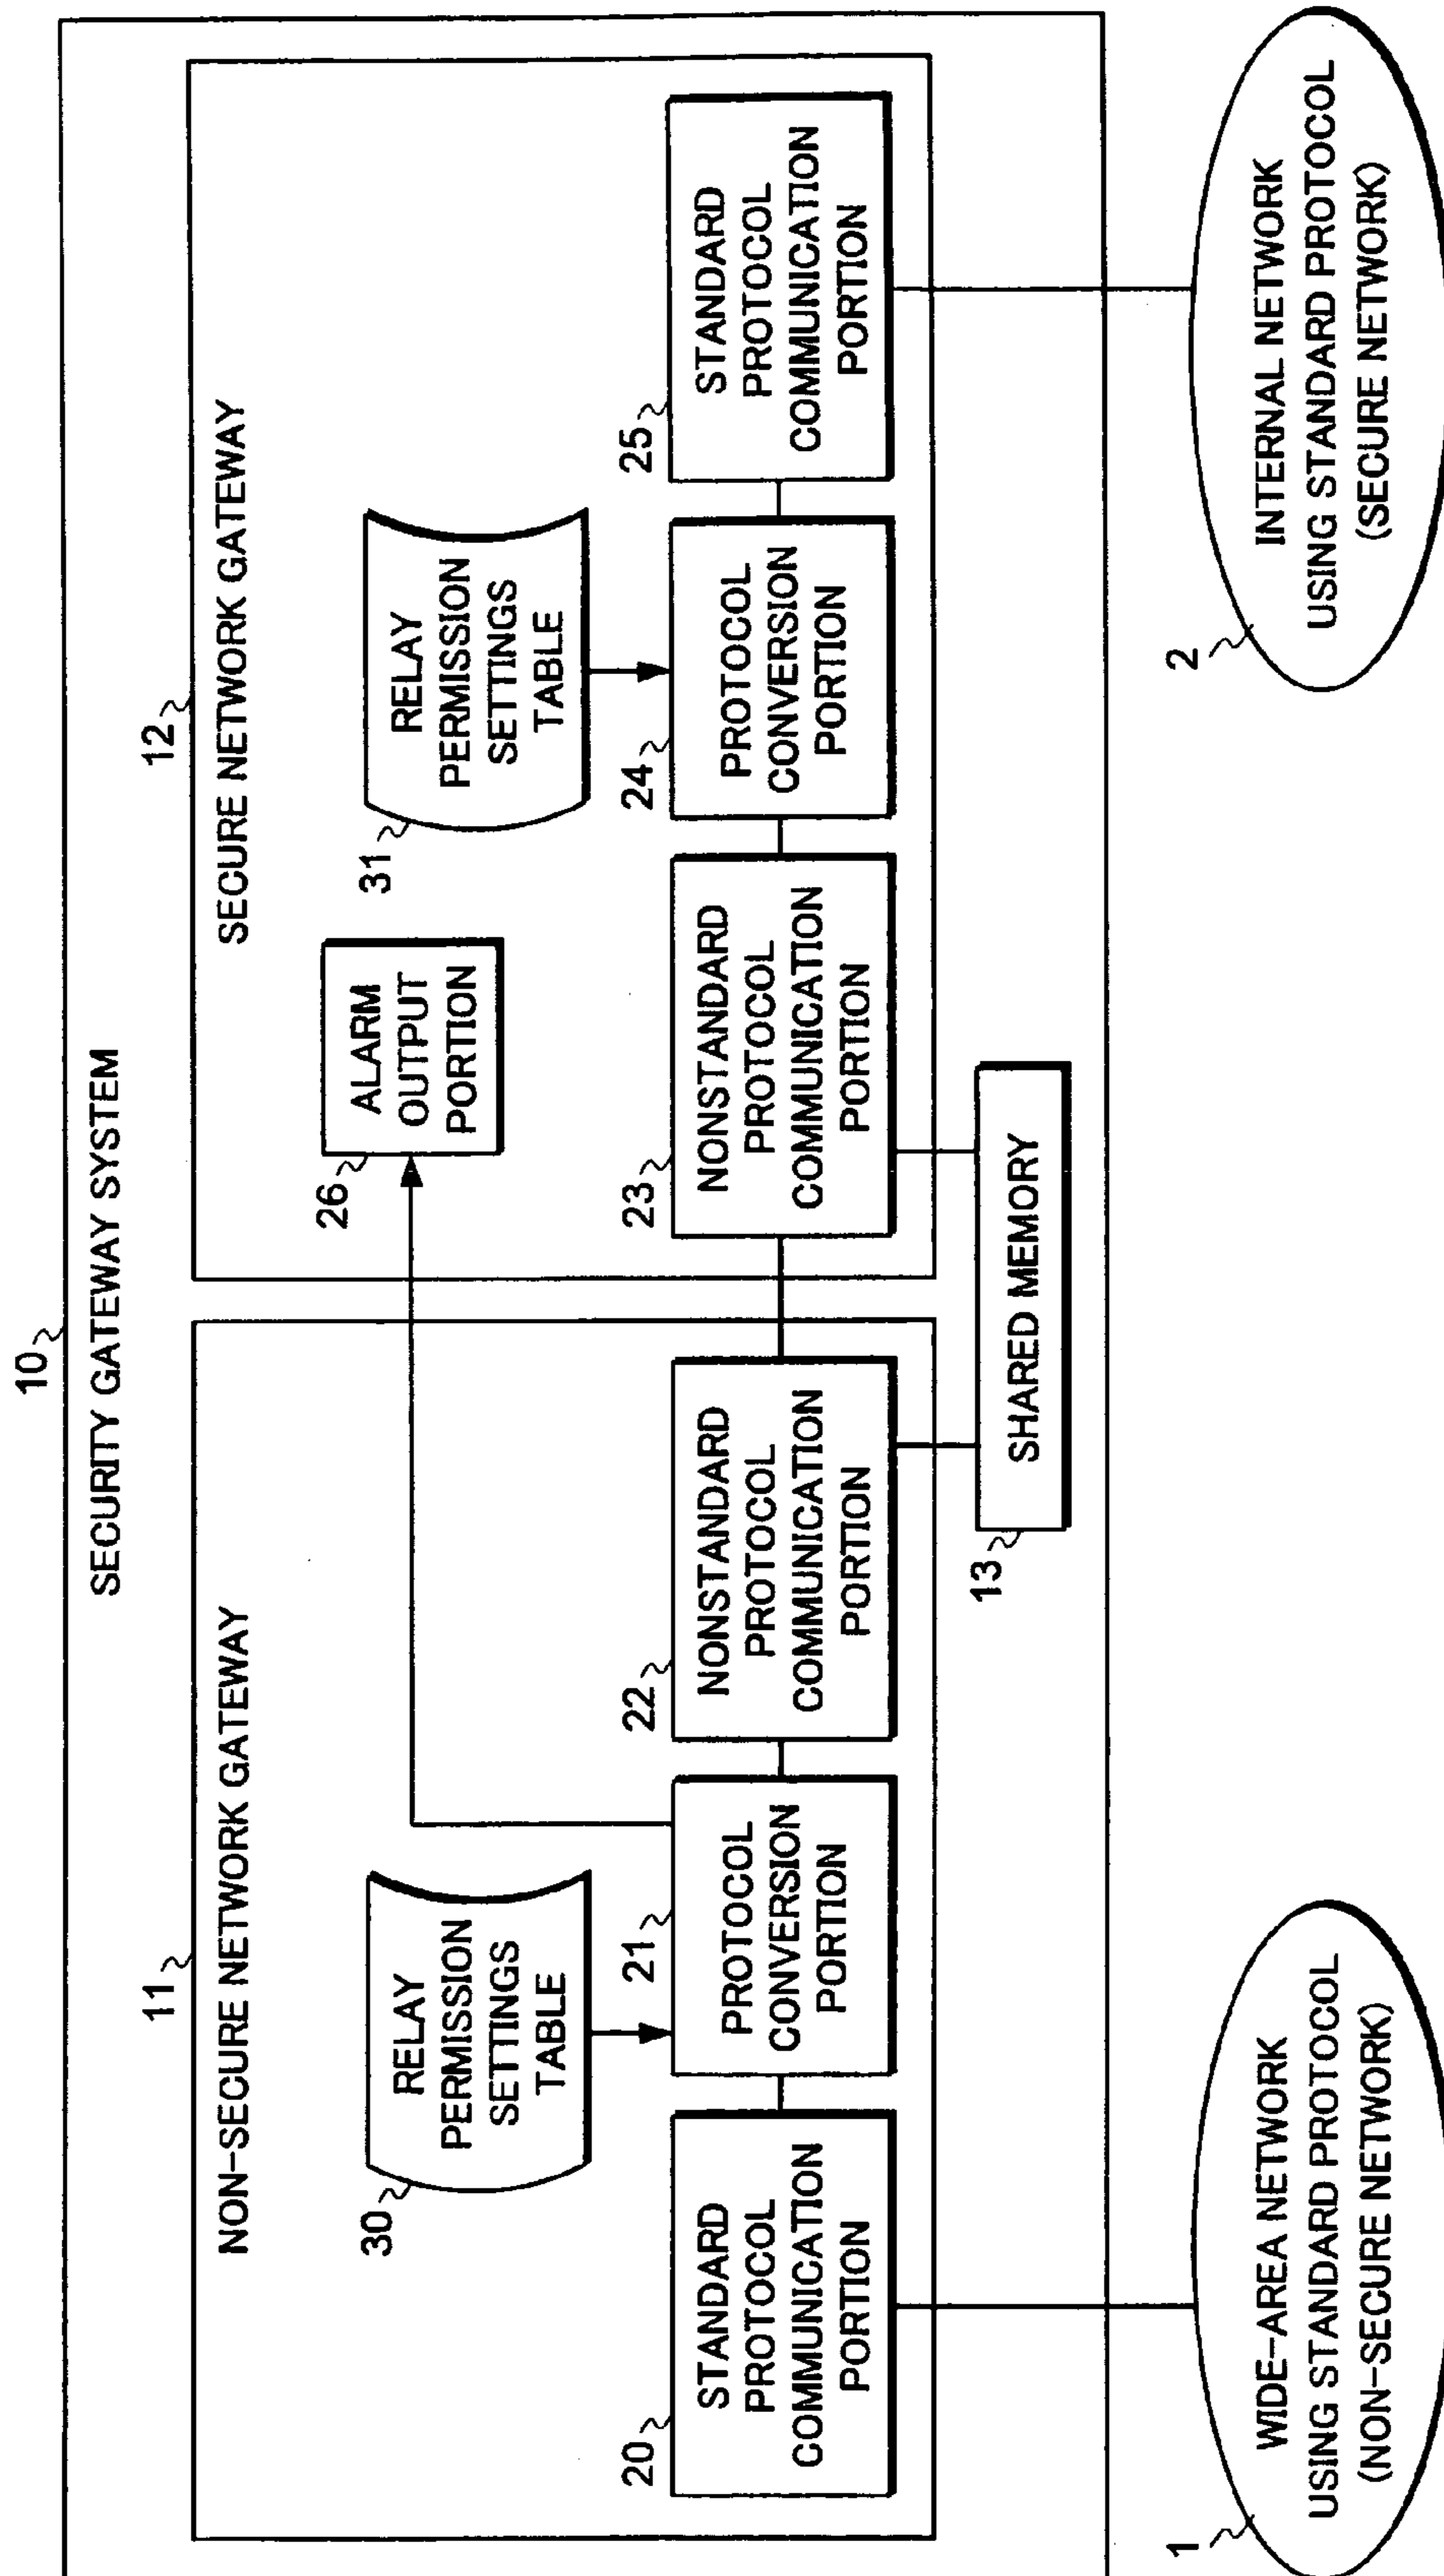 10
SECURITY GATEWAY SYSTEM
11
NON-SECURE NETWORK GATEWAY
30
RELAY
PERMISSION
SETTINGS
TABLE
20
STANDARD
PROTOCOL
COMMUNICATION
PORTION
21
PROTOCOL
CONVERSION
PORTION
22
NONSTANDARD
PROTOCOL
COMMUNICATION
PORTION
12
SECURE NETWORK GATEWAY
26
ALARM
OUTPUT
PORTION
31
RELAY
PERMISSION
SETTINGS
TABLE
23
NONSTANDARD
PROTOCOL
COMMUNICATION
PORTION
24
PROTOCOL
CONVERSION
PORTION
25
STANDARD
PROTOCOL
COMMUNICATION
PORTION
13
SHARED MEMORY
1
WIDE-AREA NETWORK
USING STANDARD PROTOCOL
(NON-SECURE NETWORK)
2
INTERNAL NETWORK
USING STANDARD PROTOCOL
(SECURE NETWORK)